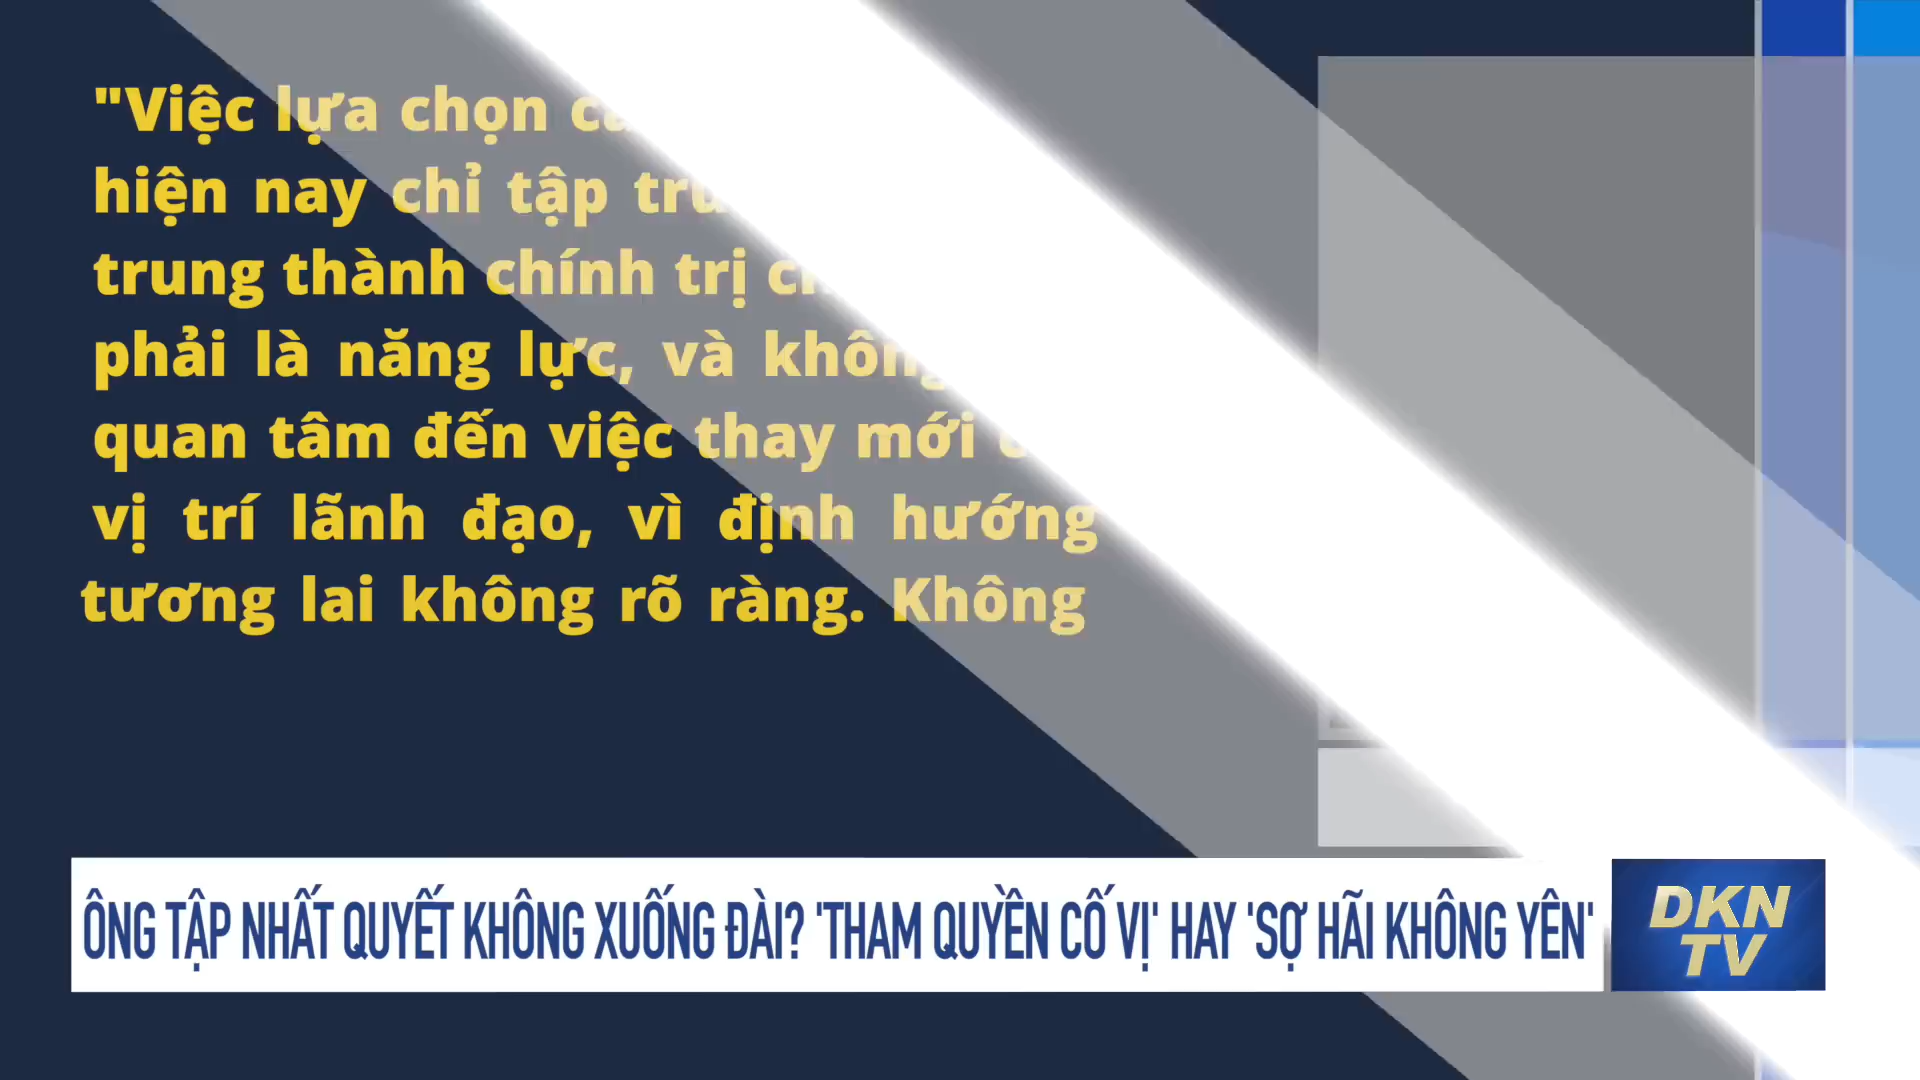 "Việc lựa chọn
hiện nay chỉ tập
trung thành chính trị
phải là năng lực, và không
quan tâm đến việc thay mới
vị trí lãnh đạo, vì định hướng
tương lai không rõ ràng. Không
ÔNG TẬP NHẤT QUYẾT KHÔNG XUỐNG ĐÀI? 'THAM QUYỀN CỐ VỊ' HAY 'SỢ HÃI KHÔNG YÊN'
DKN
TV